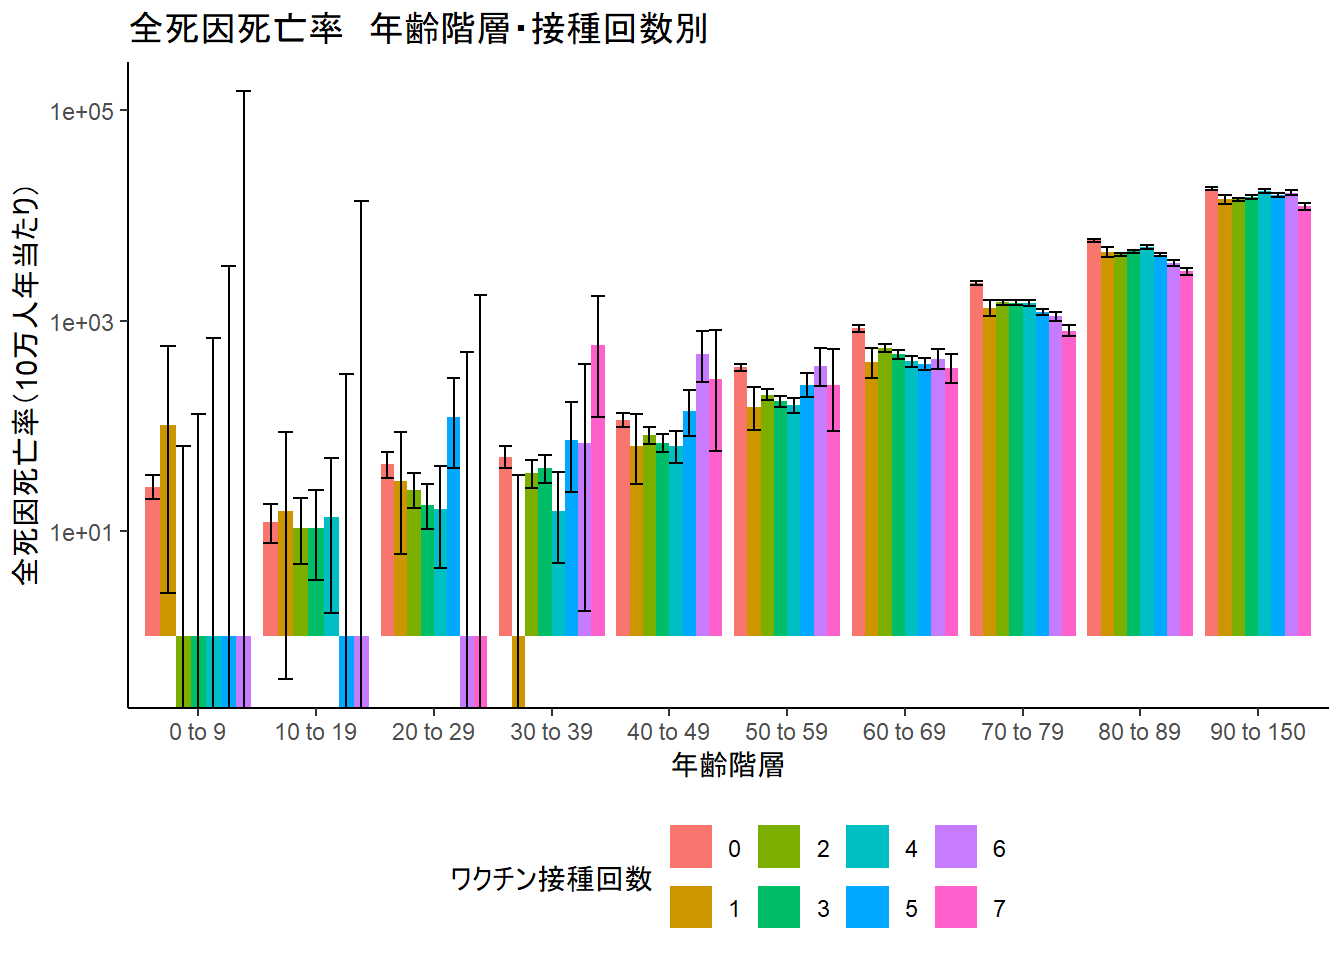 全死因死亡率　年齢階層・接種回数別
全死因死亡率（10万人年当たり）
1e+05
1e+03
1e+01
0 to 9 10 to 19 20 to 29 30 to 39 40 to 49 50 to 59 60 to 69 70 to 79 80 to 89 90 to 150
年齢階層
ワクチン接種回数
0 2 4 6
1 3 5 7